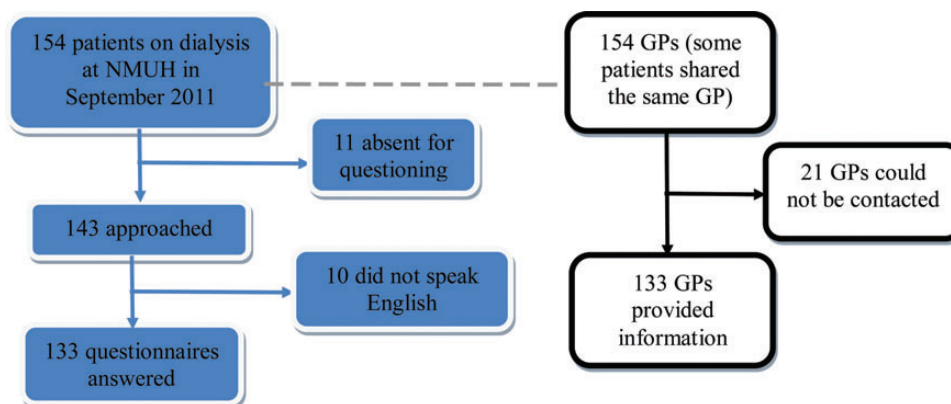 154 patients on dialysis
at NMUH in
September 2011
11 absent for
questioning
143 approached
10 did not speak
English
133 questionnaires
answered
154 GPs (some
patients shared
the same GP)
21 GPs could
not be contacted
133 GPs
provided
information